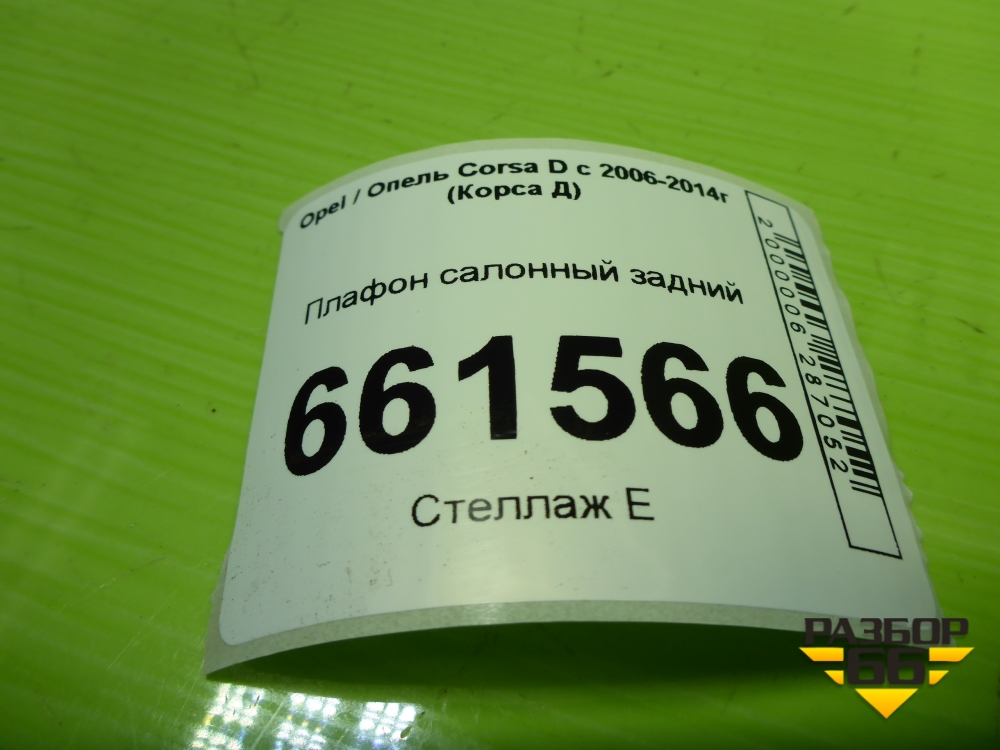 Opel / Опель Corsa D с 2006-2014г
(Корса Д)
Плафон салонный задний
661566
Стеллаж Е
2000006287052
РАЗБОР
66